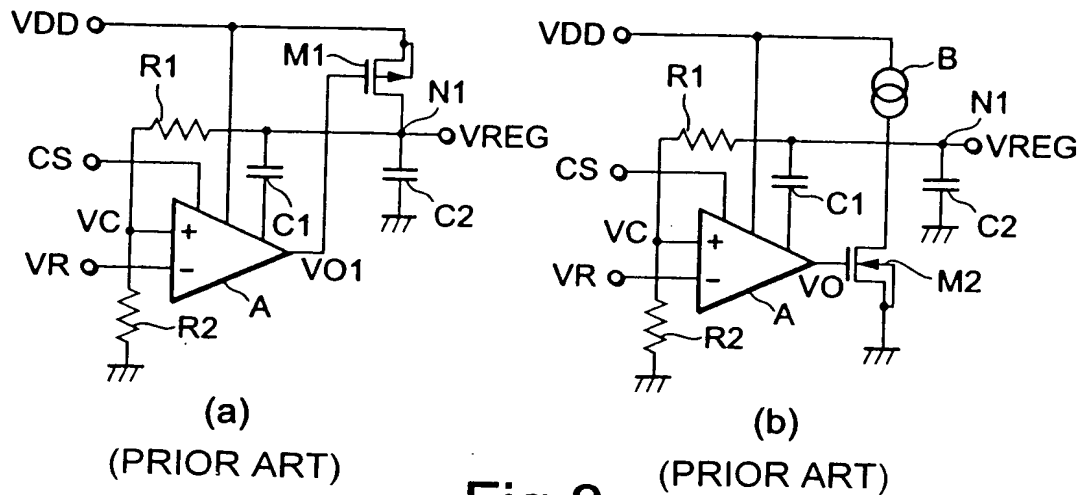 VDD
M1
R1
N1
VREG
CS
C1
C2
VC
+
VR
-
VO1
A
R2
(a)
(PRIOR ART)
VDD
B
R1
N1
VREG
CS
C1
C2
VC
+
VR
-
VO
M2
A
R2
(b)
(PRIOR ART)